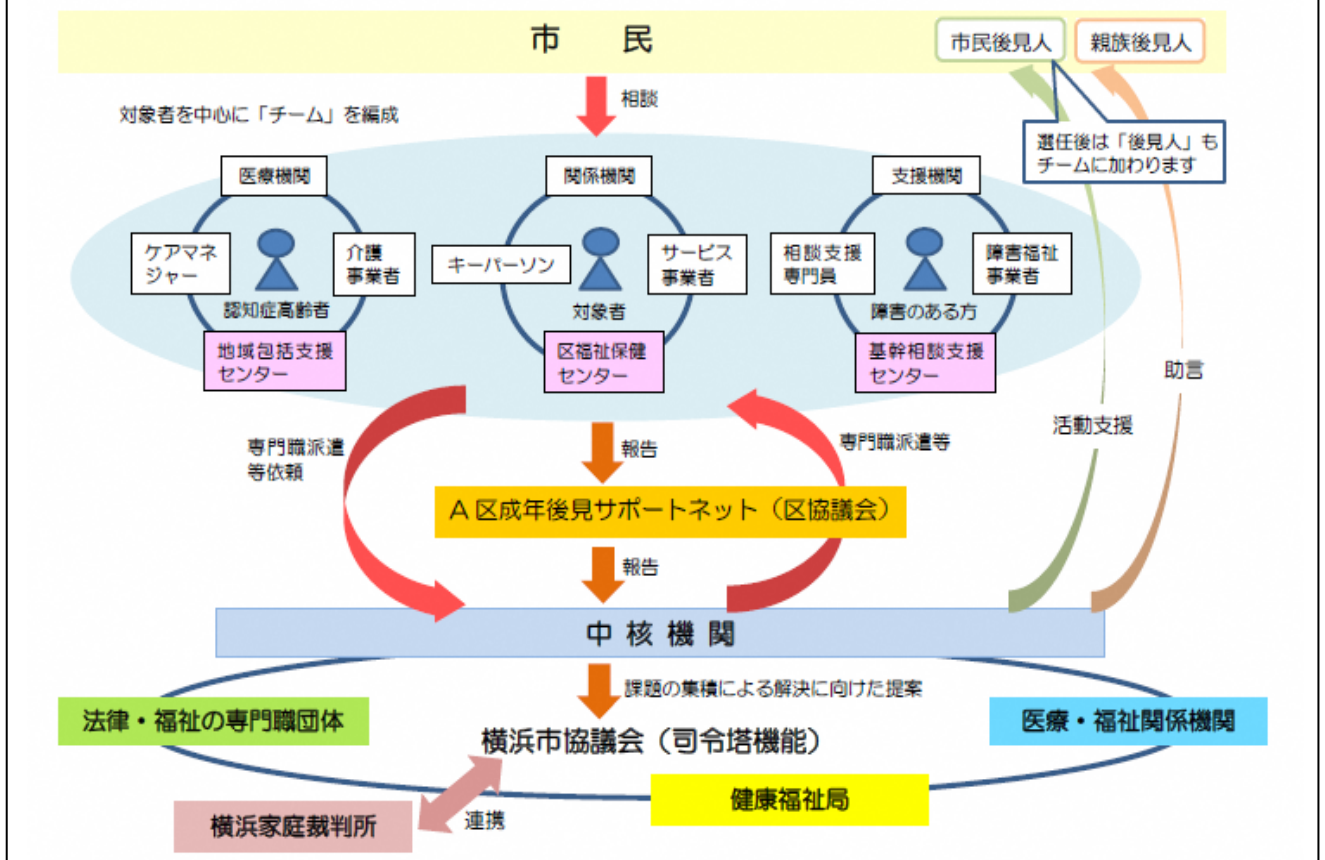 市　民
市民後見人
親族後見人
相談
対象者を中心に「チーム」を編成
選任後は「後見人」も
チームに加わります
医療機関
ケアマネ
ジャー
介護
事業者
認知症高齢者
地域包括支援
センター
関係機関
キーパーソン
サービス
事業者
対象者
区福祉保健
センター
支援機関
相談支援
専門員
障害福祉
事業者
障害のある方
基幹相談支援
センター
助言
活動支援
専門職派遣
等依頼
報告
専門職派遣等
A区成年後見サポートネット（区協議会）
報告
中核機関
課題の集積による解決に向けた提案
法律・福祉の専門職団体
医療・福祉関係機関
横浜市協議会（司令塔機能）
健康福祉局
横浜家庭裁判所
連携